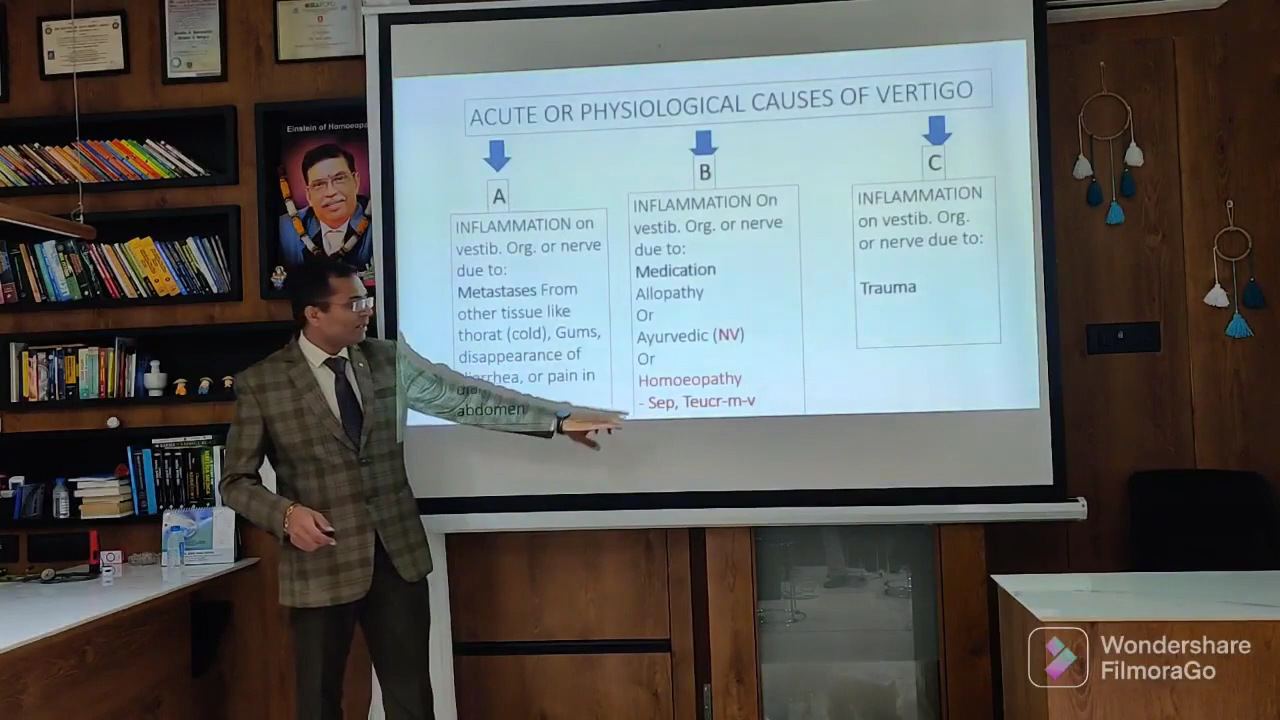 Einstein of Homoeopa
ACUTE OR PHYSIOLOGICAL CAUSES OF VERTIGO
A
INFLAMMATION on
vestib. Org. or nerve
due to:
Metastases From
other tissue like
thorat (cold), Gums,
disappearance of
diarrhea, or pain in
abdomen
B
INFLAMMATION On
vestib. Org. or nerve
due to:
Medication
Allopathy
Or
Ayurvedic (NV)
Or
Homoeopathy
- Sep, Teucr-m-v
C
INFLAMMATION
on vestib. Org.
or nerve due to:
Trauma
Wondershare
FilmoraGo